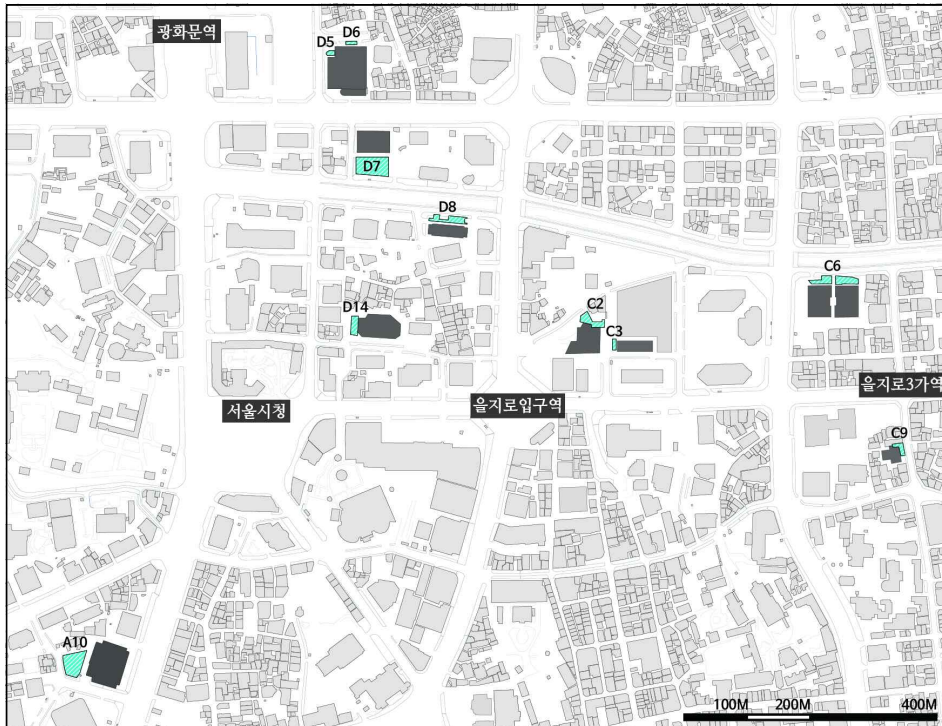 광화문역
D6
D5
D7
D8
C6
C2
D14
C3
을지로3가역
을지로입구역
서울시청
C9
A10
100M
200M
400M